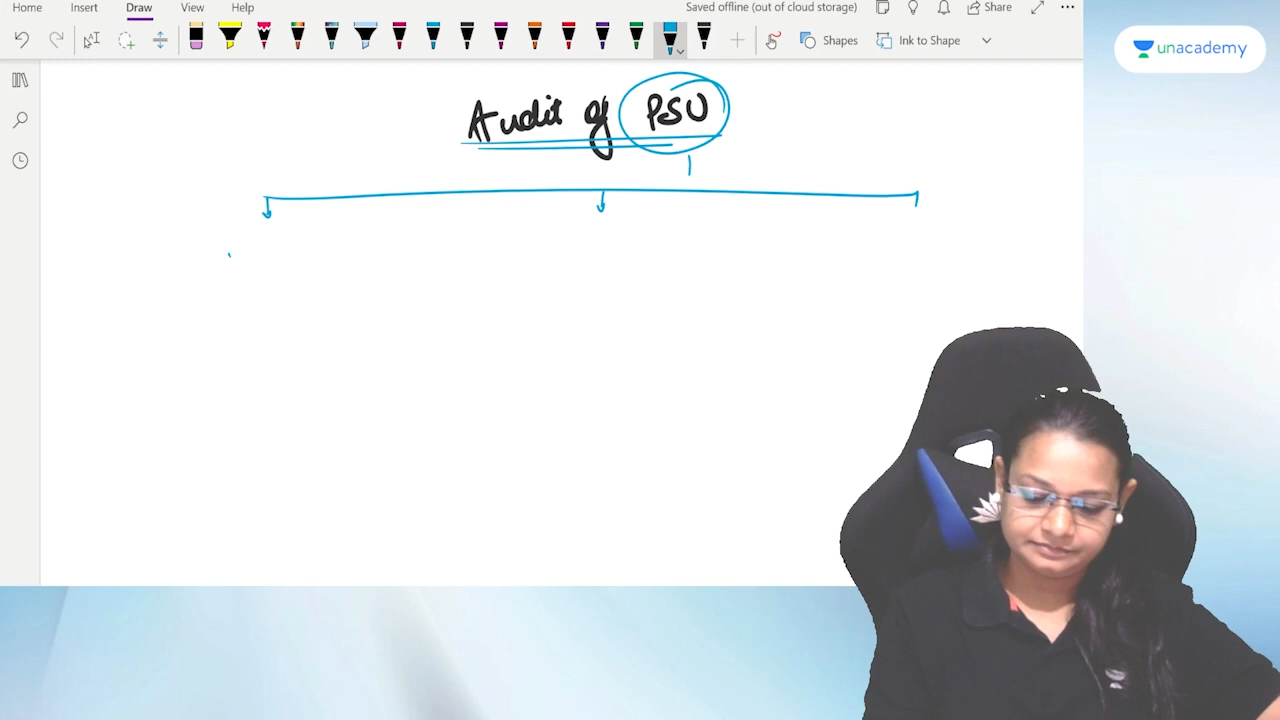 Home Insert Draw View Help Saved offline (out of cloud storage) Share
Shapes Ink to Shape
unacademy
Audit of PSU